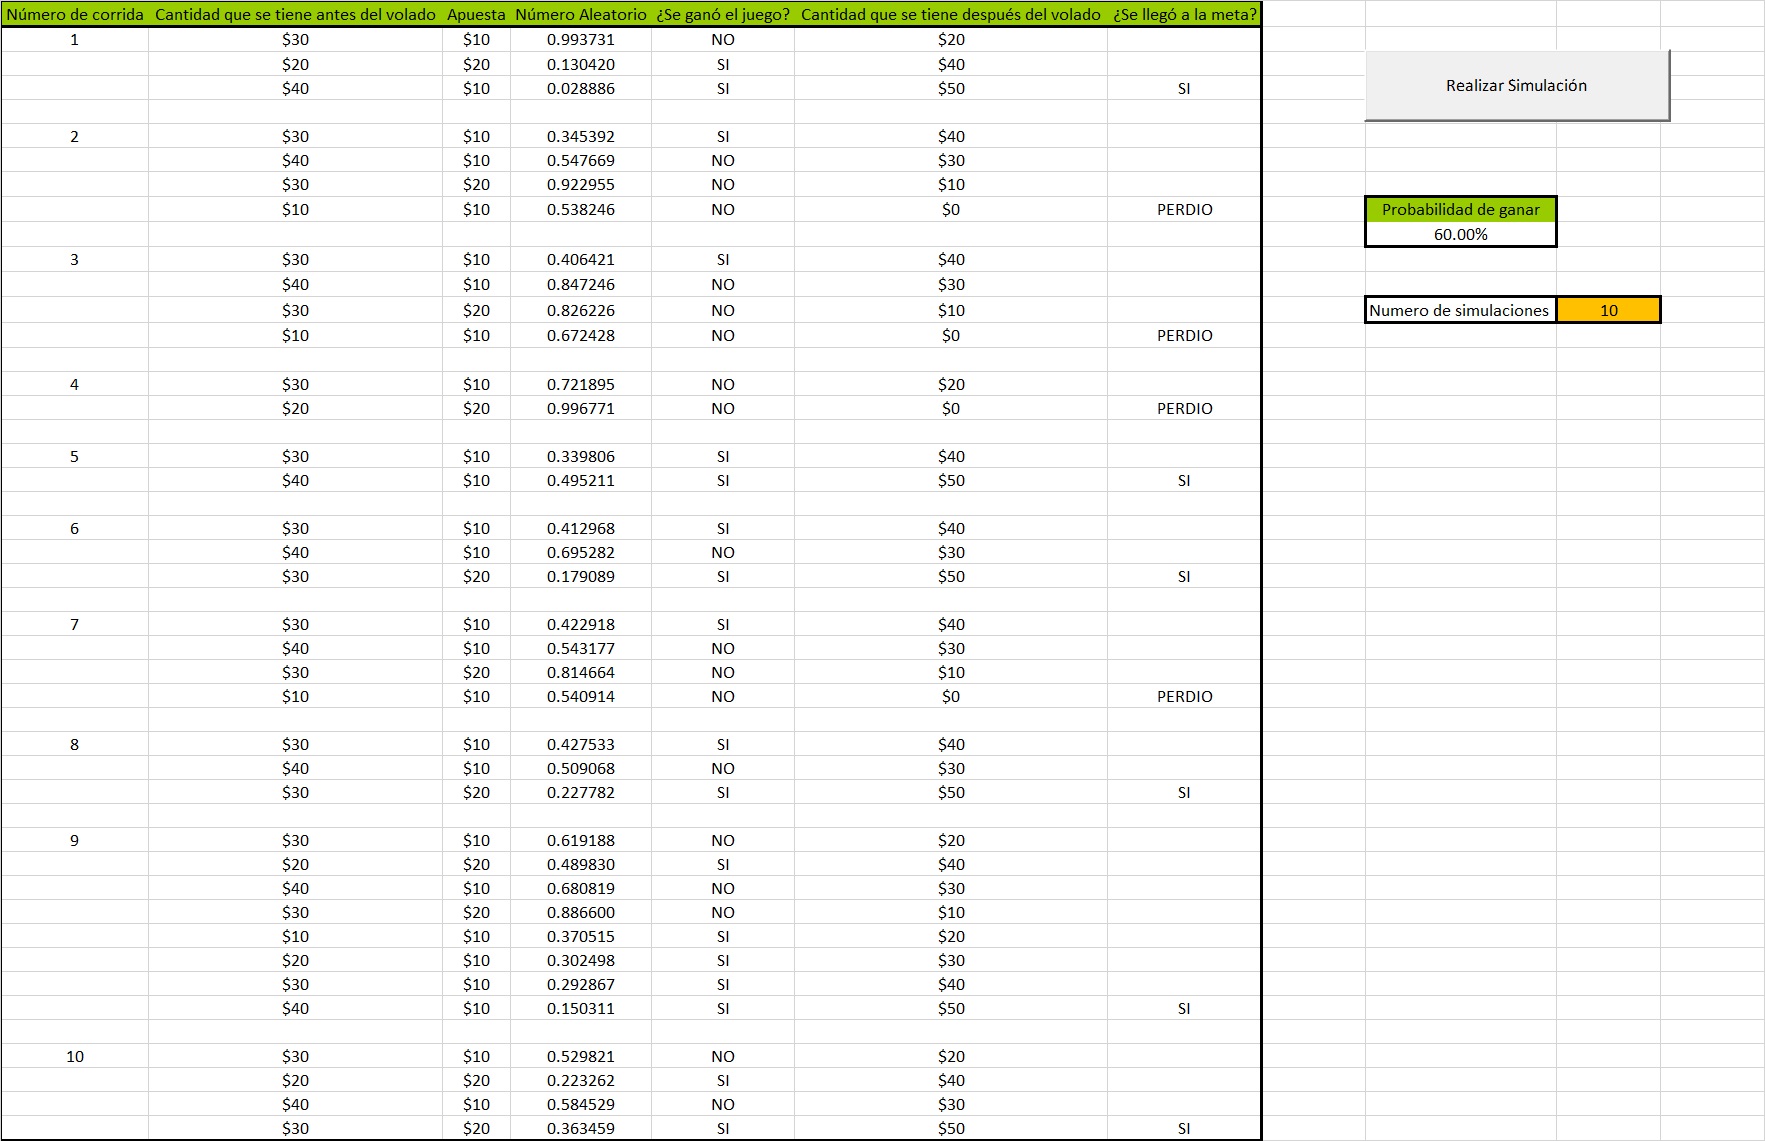 Número de corrida Cantidad que se tiene antes del volado Apuesta Número Aleatorio ¿Se ganó el juego? Cantidad que se tiene después del volado ¿Se llegó a la meta?
1 $30 $10 0.993731 NO $20
$20 $20 0.130420 SI $40
Realizar Simulación
$40 $10 0.028886 SI $50 SI
2 $30 $10 0.345392 SI $40
$40 $10 0.547669 NO $30
$30 $20 0.922955 NO $10
$10 $10 0.538246 NO $0 PERDIO Probabilidad de ganar
60.00%
3 $30 $10 0.406421 SI $40
$40 $10 0.847246 NO $30
$30 $20 0.826226 NO $10 Numero de simulaciones 10
$10 $10 0.672428 NO $0 PERDIO
4 $30 $10 0.721895 NO $20
$20 $20 0.996771 NO $0 PERDIO
5 $30 $10 0.339806 SI $40
$40 $10 0.495211 SI $50 SI
6 $30 $10 0.412968 SI $40
$40 $10 0.695282 NO $30
$30 $20 0.179089 SI $50 SI
7 $30 $10 0.422918 SI $40
$40 $10 0.543177 NO $30
$30 $20 0.814664 NO $10
$10 $10 0.540914 NO $0 PERDIO
8 $30 $10 0.427533 SI $40
$40 $10 0.509068 NO $30
$30 $20 0.227782 SI $50 SI
9 $30 $10 0.619188 NO $20
$20 $20 0.489830 SI $40
$40 $10 0.680819 NO $30
$30 $20 0.886600 NO $10
$10 $10 0.370515 SI $20
$20 $10 0.302498 SI $30
$30 $10 0.292867 SI $40
$40 $10 0.150311 SI $50 SI
10 $30 $10 0.529821 NO $20
$20 $20 0.223262 SI $40
$40 $10 0.584529 NO $30
$30 $20 0.363459 SI $50 SI